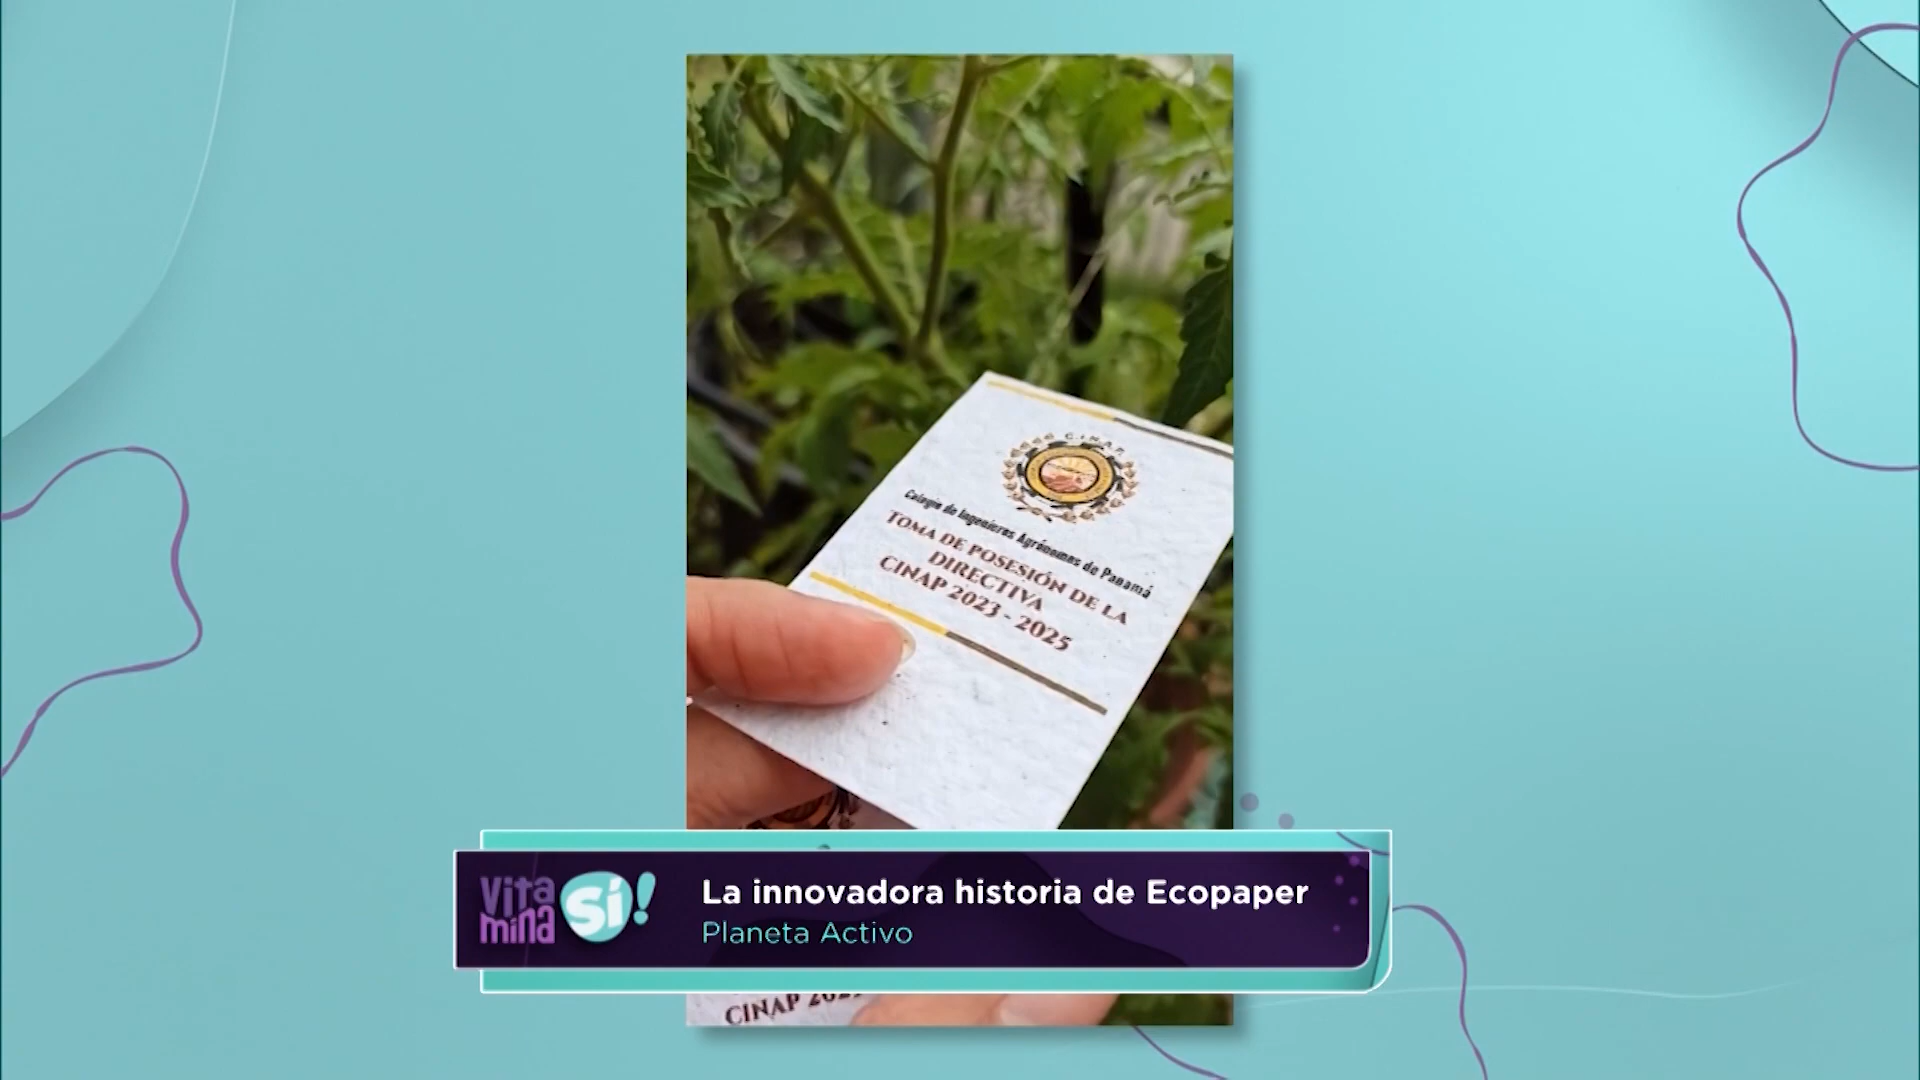 C.I.N.A.P.
Colegio de Ingenieros Agrónomos de Panamá
TOMA DE POSESIÓN DE LA
DIRECTIVA
CINAP 2023 - 2025
Vita
mina
Sí!
La innovadora historia de Ecopaper
Planeta Activo
CINAP